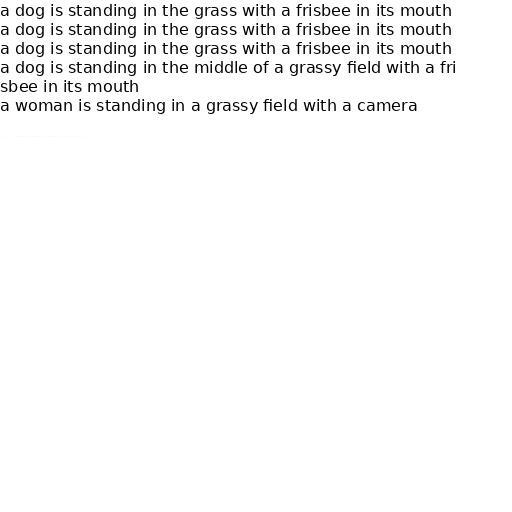 a dog is standing in the grass with a frisbee in its mouth
a dog is standing in the grass with a frisbee in its mouth
a dog is standing in the grass with a frisbee in its mouth
a dog is standing in the middle of a grassy field with a fri
sbee in its mouth
a woman is standing in a grassy field with a camera